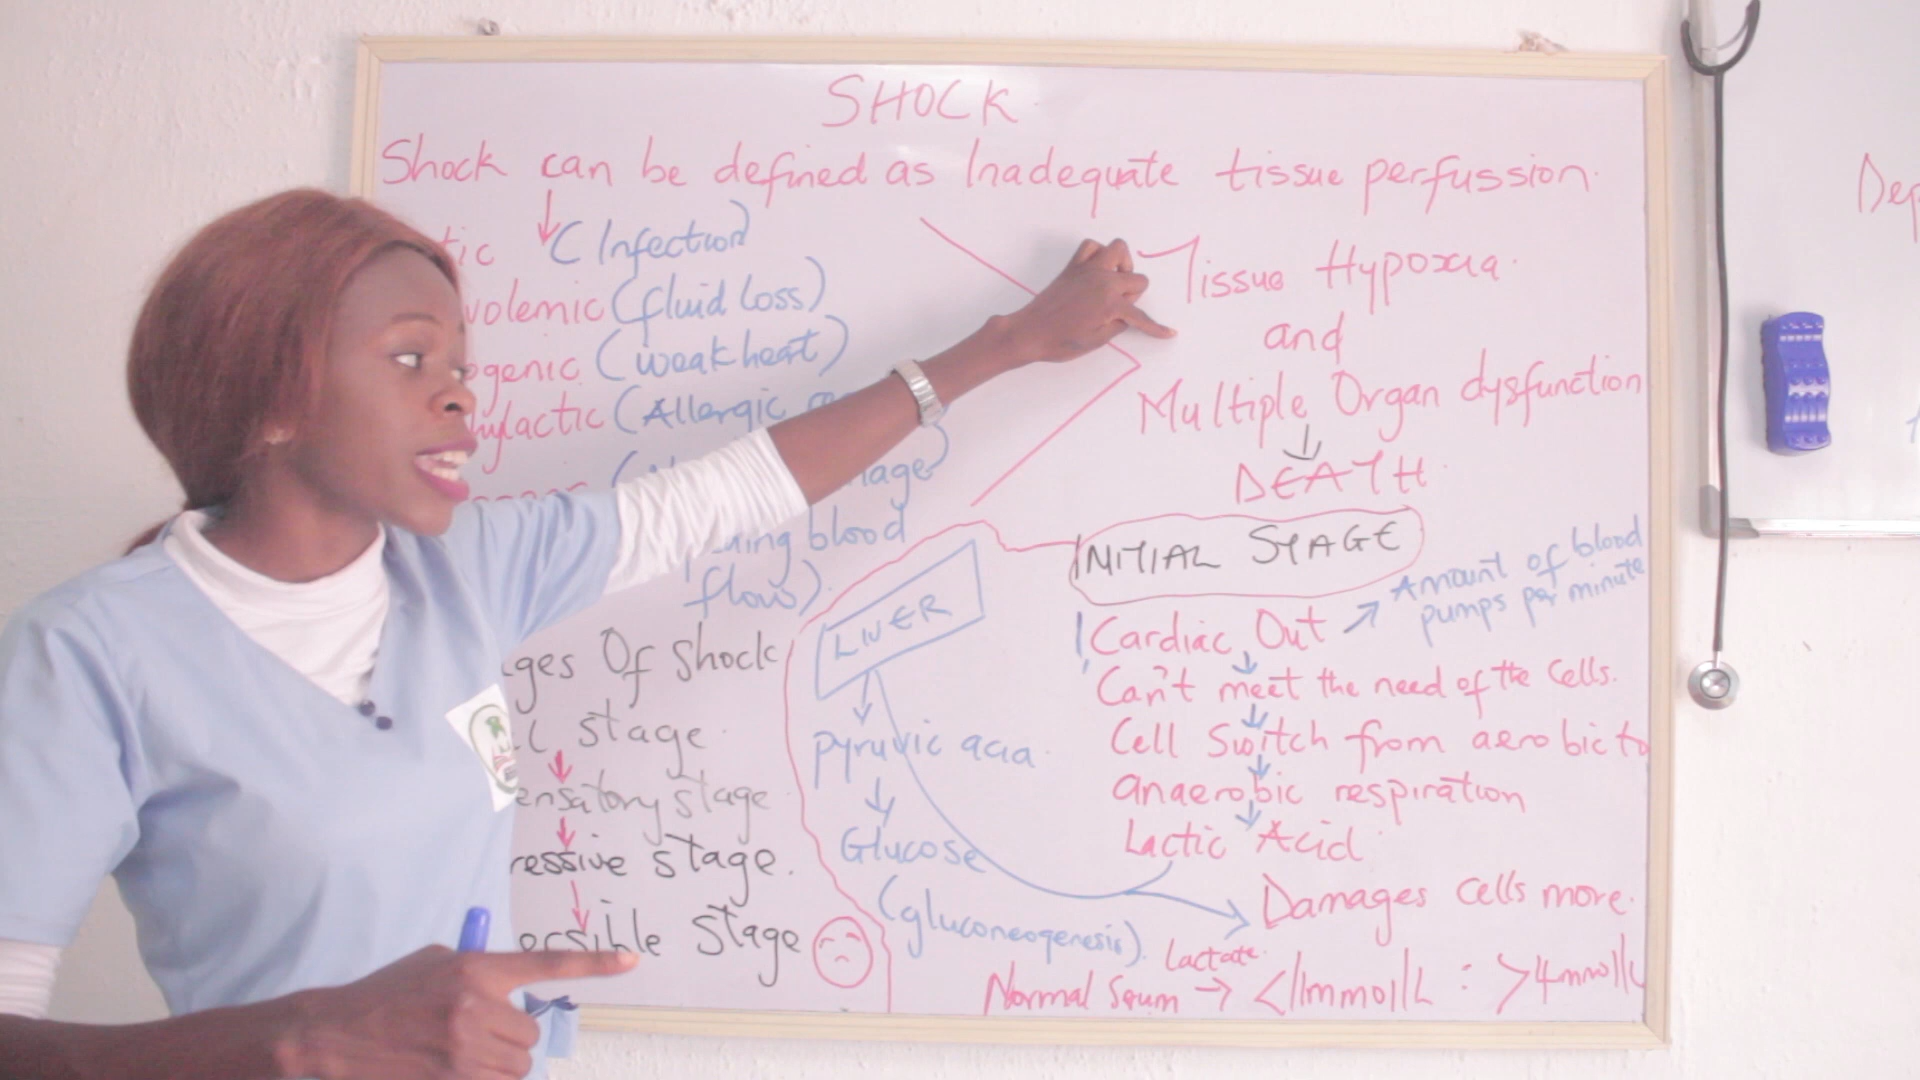 SHOCK
Shock can be defined as Inadequate tissue perfussion.
tic (Infection)
volemic (fluid Loss)
ogenic (weak heat)
hylactic (Allergic
nage)
blood
flow).
ges Of Shock
stage
ensatory stage
ressive stage.
ersible Stage
Tissue Hypoxia.
and
Multiple Organ dysfunction
DEATH
INITIAL STAGE
Cardiac Out → Amount of blood
pumps per minute
Can't meet the need of the Cells.
Cell Switch from aerobic to
anaerobic respiration
Lactic Acid
Damages cells more.
LIVER
Pyruvic acid
Glucose
(gluconeogenesis).
Lactate
Normal Serum → <1mmol/L : >4mmol/L
Dep